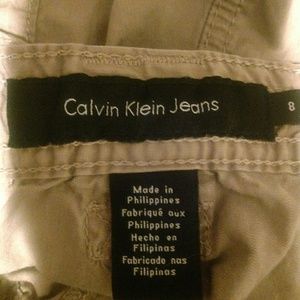 Calvin Klein Jeans
8
Made in
Philippines
Fabriqué aux
Philippines
Hecho en
Filipinas
Fabricado nas
Filipinas